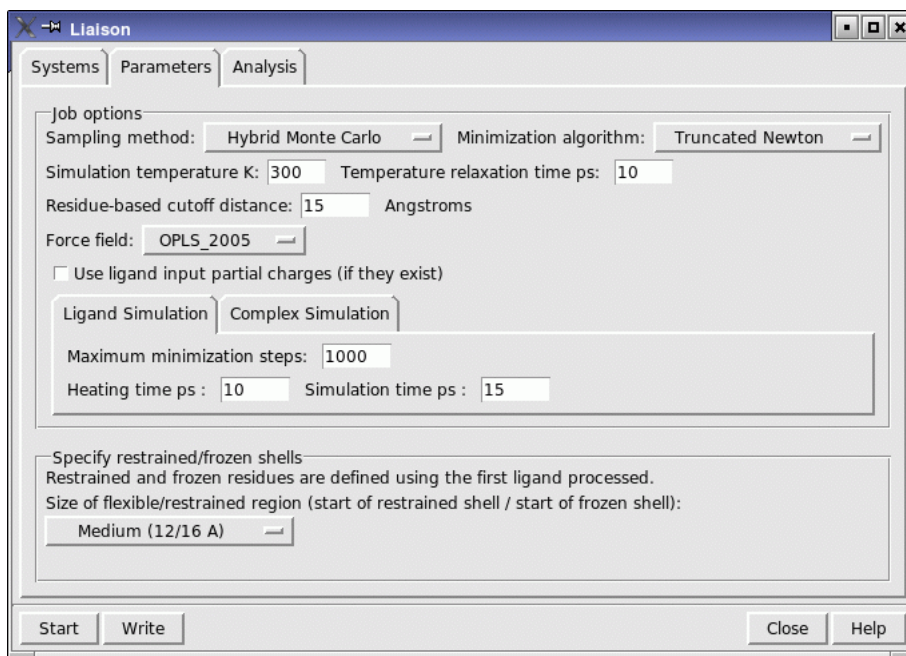 Liaison
Systems Parameters Analysis
Job options
Sampling method: Hybrid Monte Carlo Minimization algorithm: Truncated Newton
Simulation temperature K: 300 Temperature relaxation time ps: 10
Residue-based cutoff distance: 15 Angstroms
Force field: OPLS_2005
Use ligand input partial charges (if they exist)
Ligand Simulation Complex Simulation
Maximum minimization steps: 1000
Heating time ps : 10 Simulation time ps : 15
Specify restrained/frozen shells
Restrained and frozen residues are defined using the first ligand processed.
Size of flexible/restrained region (start of restrained shell / start of frozen shell):
Medium (12/16 A)
Start Write Close Help